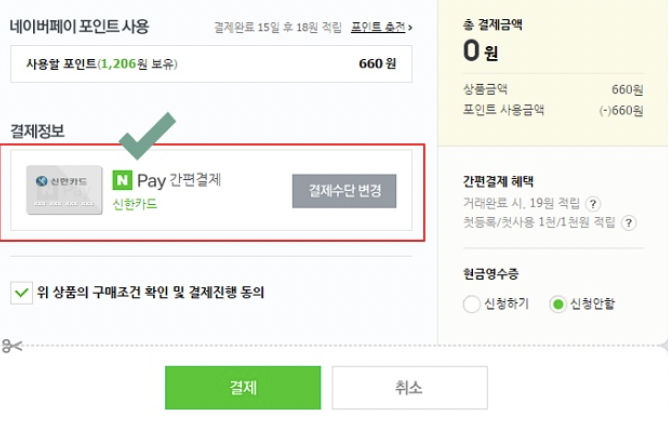 네이버페이 포인트 사용
결제완료 15일 후 18원 적립 포인트 충전 >
사용할 포인트(1,206원 보유) 660 원
결제정보
신한카드
N Pay 간편결제
신한카드
결제수단 변경
위 상품의 구매조건 확인 및 결제진행 동의
총 결제금액
0 원
상품금액 660원
포인트 사용금액 (-)660원
간편결제 혜택
거래완료 시, 19원 적립 ?
첫등록/첫사용 1천/1천원 적립 ?
현금영수증
신청하기 신청안함
결제 취소